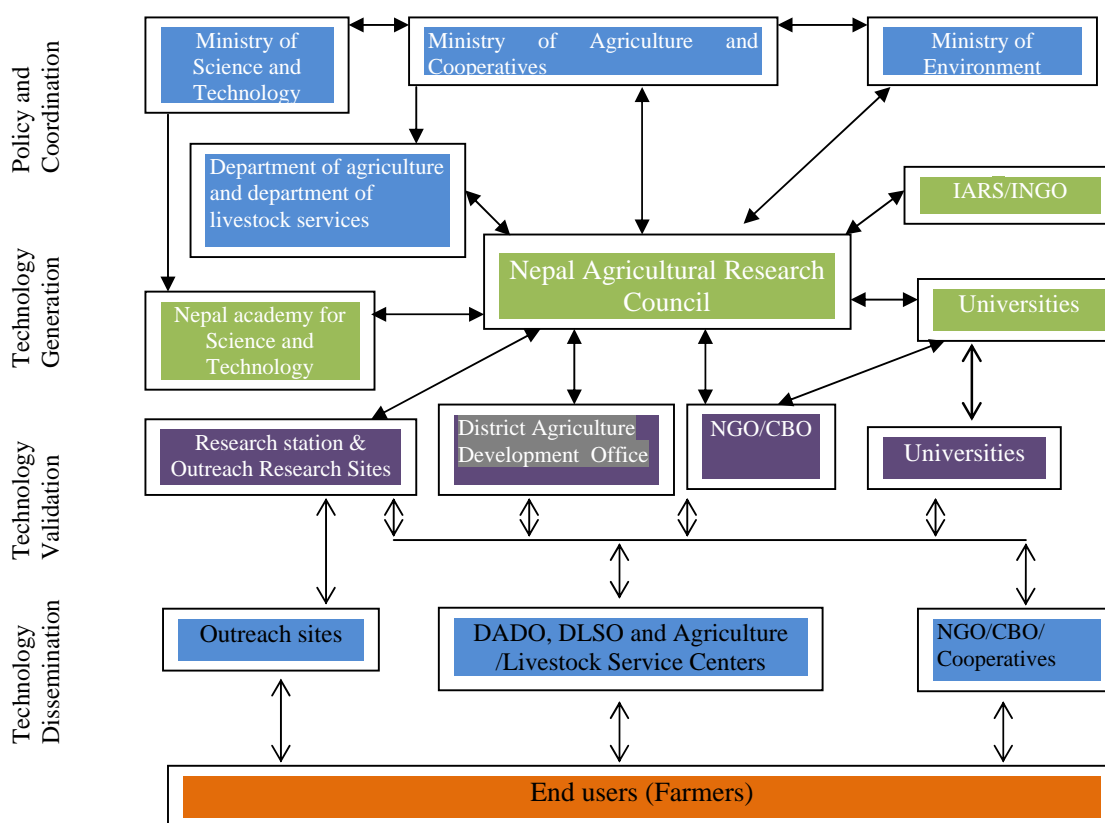 Policy and
Coordination
Ministry of
Science and
Technology
Ministry of Agriculture and
Cooperatives
Ministry of
Environment
Department of agriculture
and department of
livestock services
IARS/INGO
Technology
Generation
Nepal Agricultural Research
Council
Nepal academy for
Science and
Technology
Universities
Technology
Validation
Research station &
Outreach Research Sites
District Agriculture
Development Office
NGO/CBO
Universities
Technology
Dissemination
Outreach sites
DADO, DLSO and Agriculture
/Livestock Service Centers
NGO/CBO/
Cooperatives
End users (Farmers)